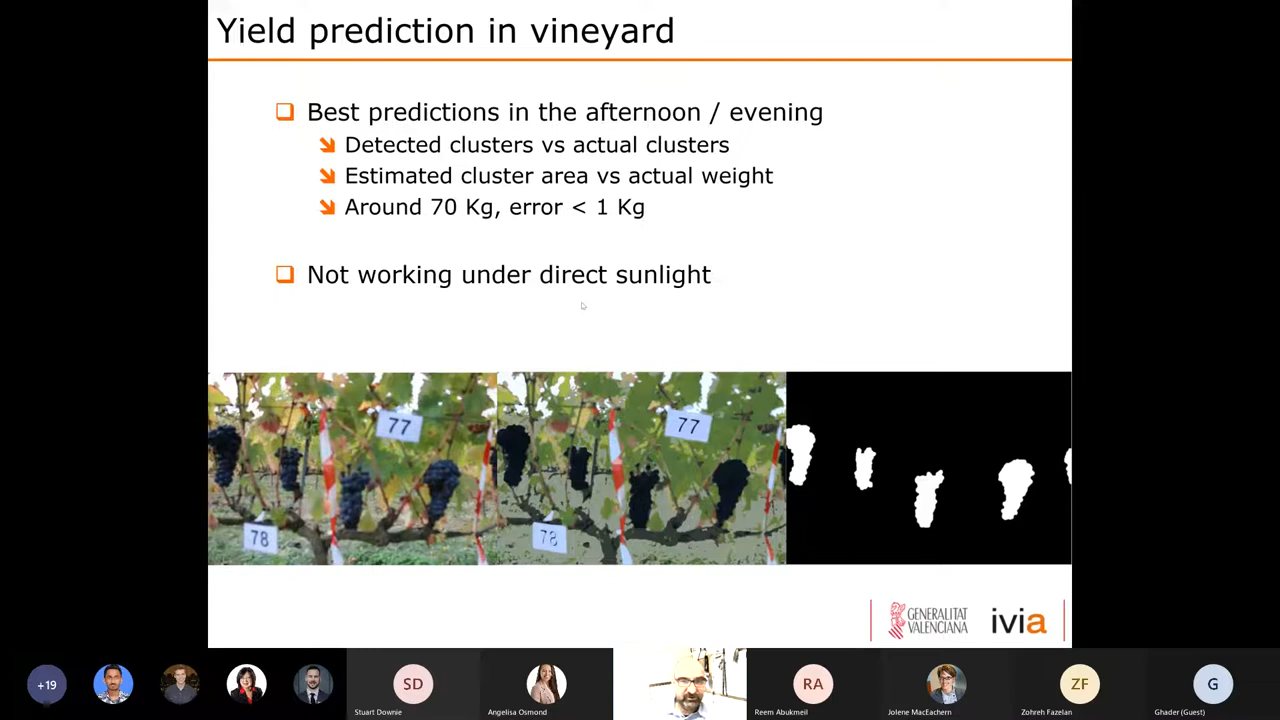 Yield prediction in vineyard
Best predictions in the afternoon / evening
Detected clusters vs actual clusters
Estimated cluster area vs actual weight
Around 70 Kg, error < 1 Kg
Not working under direct sunlight
77
77
78
78
GENERALITAT
VALENCIANA
ivia
+19
SD
RA
ZF
G
Stuart Downie
Angelisa Osmond
Reem Abukmeil
Jolene MacEachern
Zohreh Fazelan
Ghader (Guest)